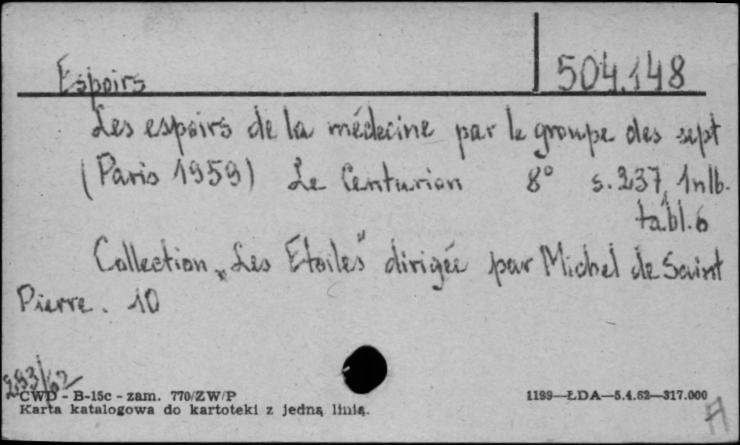 Espoirs 504.148
Les espoirs de la médecine par le groupe des sept
(Paris 1959) Le Centurion 8° s. 237, 1 nlb.
tabl. 6
Collection „Les Etoiles" dirigée par Michel de Saint
Pierre. 10
293/62
CWD - B-15c - zam. 770/ZW/P 1199—ŁDA—5.4.62—317.000
Karta katalogowa do kartoteki z jedną linią.